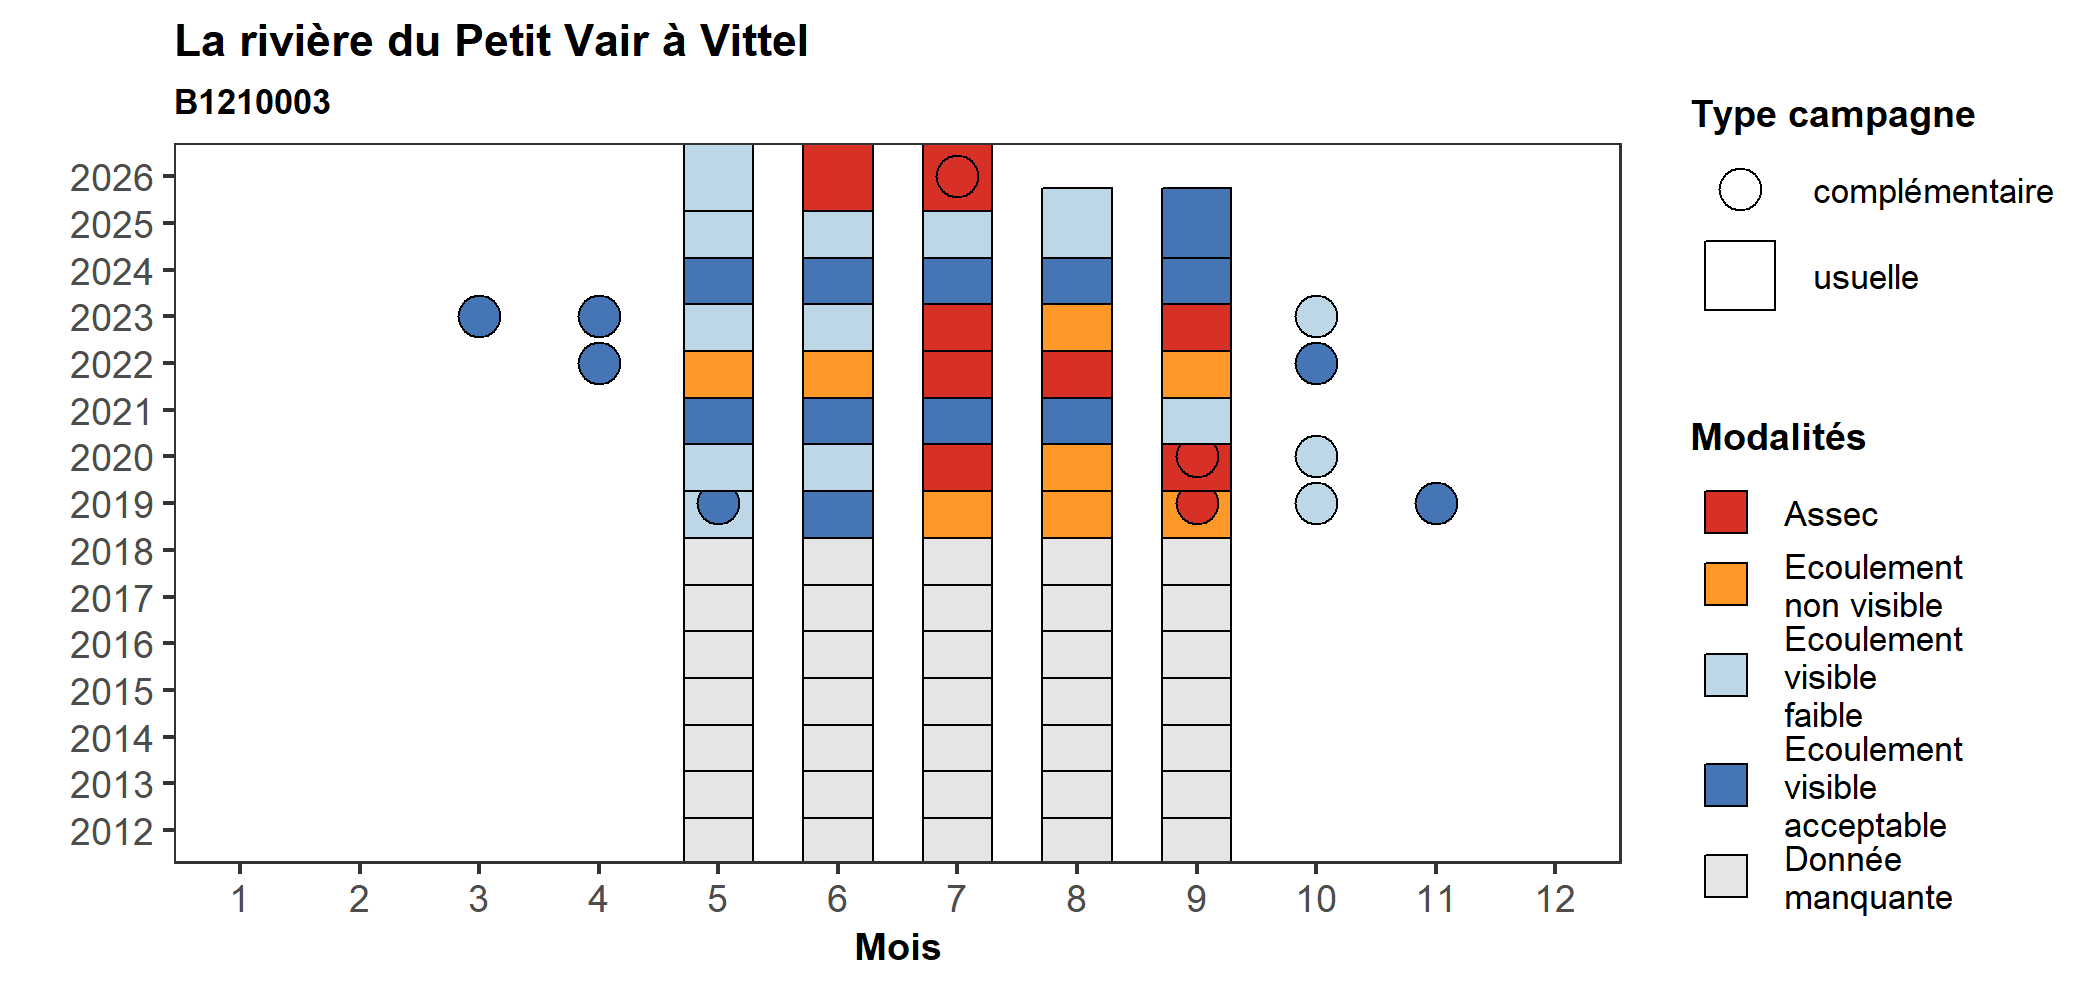 La rivière du Petit Vair à Vittel
B1210003
2026
2025
2024
2023
2022
2021
2020
2019
2018
2017
2016
2015
2014
2013
2012
1 2 3 4 5 6 7 8 9 10 11 12
Mois
Type campagne
complémentaire
usuelle
Modalités
Assec
Ecoulement
non visible
Ecoulement
visible
faible
Ecoulement
visible
acceptable
Donnée
manquante